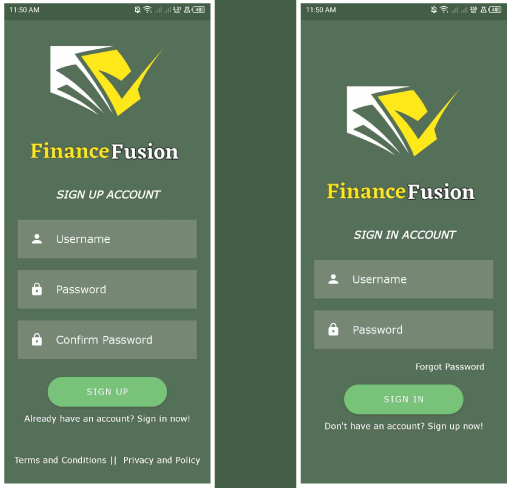 11:50 AM
FinanceFusion
SIGN UP ACCOUNT
Username
Password
Confirm Password
SIGN UP
Already have an account? Sign in now!
Terms and Conditions || Privacy and Policy
11:50 AM
FinanceFusion
SIGN IN ACCOUNT
Username
Password
Forgot Password
SIGN IN
Don't have an account? Sign up now!